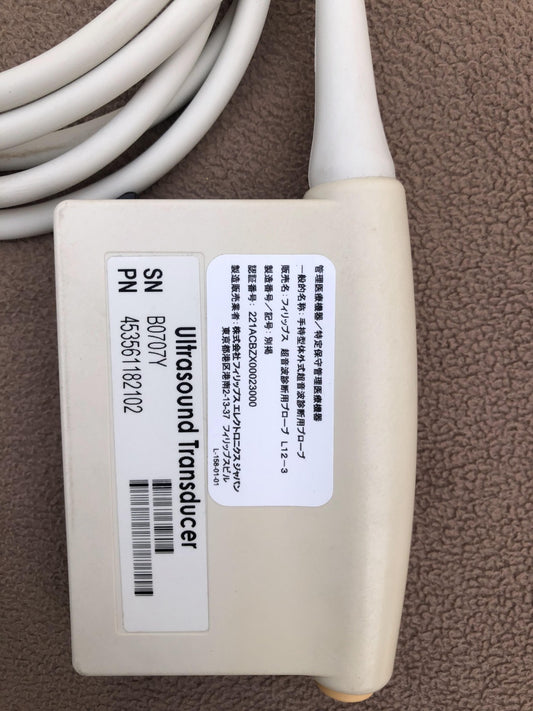 管理医療機器/特定保守管理医療機器
一般的名称：手持型体外式超音波診断用プローブ
販売名：フィリップス 超音波診断用プローブ L12-3
製造番号/記号：別掲
認証番号：221ACBZX00023000
製造販売業者：株式会社フィリップスエレクトロニクスジャパン
東京都港区港南2-13-37 フィリップスビル
L-158-01-01
Ultrasound Transducer
SN B0707Y
PN 453561182102